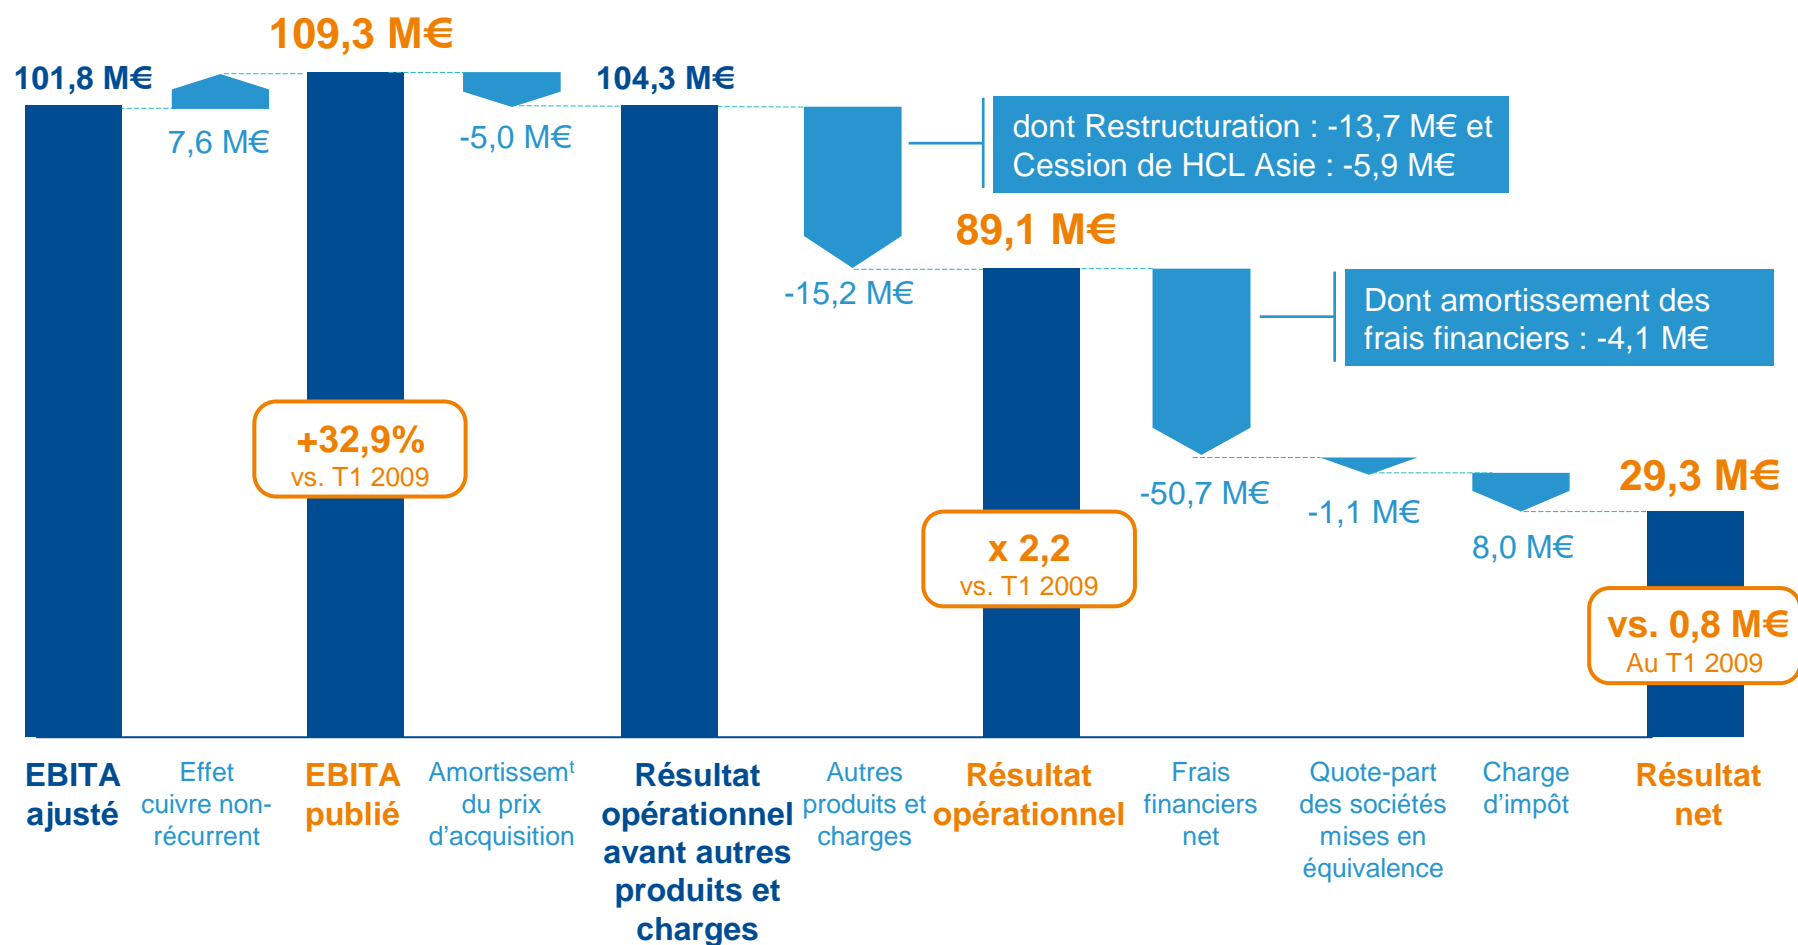 109,3 M€
101,8 M€
104,3 M€
7,6 M€
-5,0 M€
dont Restructuration : -13,7 M€ et
Cession de HCL Asie : -5,9 M€
89,1 M€
-15,2 M€
Dont amortissement des
frais financiers : -4,1 M€
+32,9%
vs. T1 2009
29,3 M€
-50,7 M€
-1,1 M€
8,0 M€
x 2,2
vs. T1 2009
vs. 0,8 M€
Au T1 2009
EBITA
ajusté
Effet
cuivre non-
récurrent
EBITA
publié
Amortissemᵗ
du prix
d'acquisition
Résultat
opérationnel
avant autres
produits et
charges
Autres
produits et
charges
Résultat
opérationnel
Frais
financiers
net
Quote-part
des sociétés
mises en
équivalence
Charge
d'impôt
Résultat
net